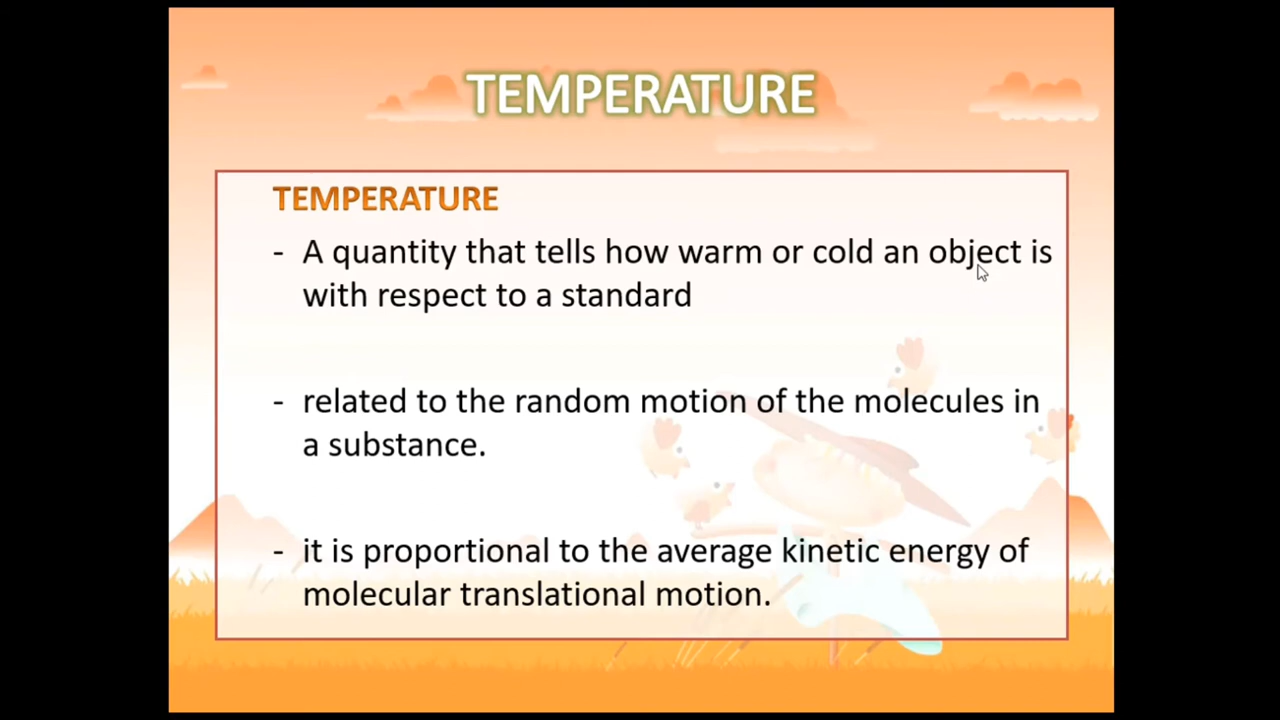 TEMPERATURE
TEMPERATURE
- A quantity that tells how warm or cold an object is
with respect to a standard
- related to the random motion of the molecules in
a substance.
- it is proportional to the average kinetic energy of
molecular translational motion.